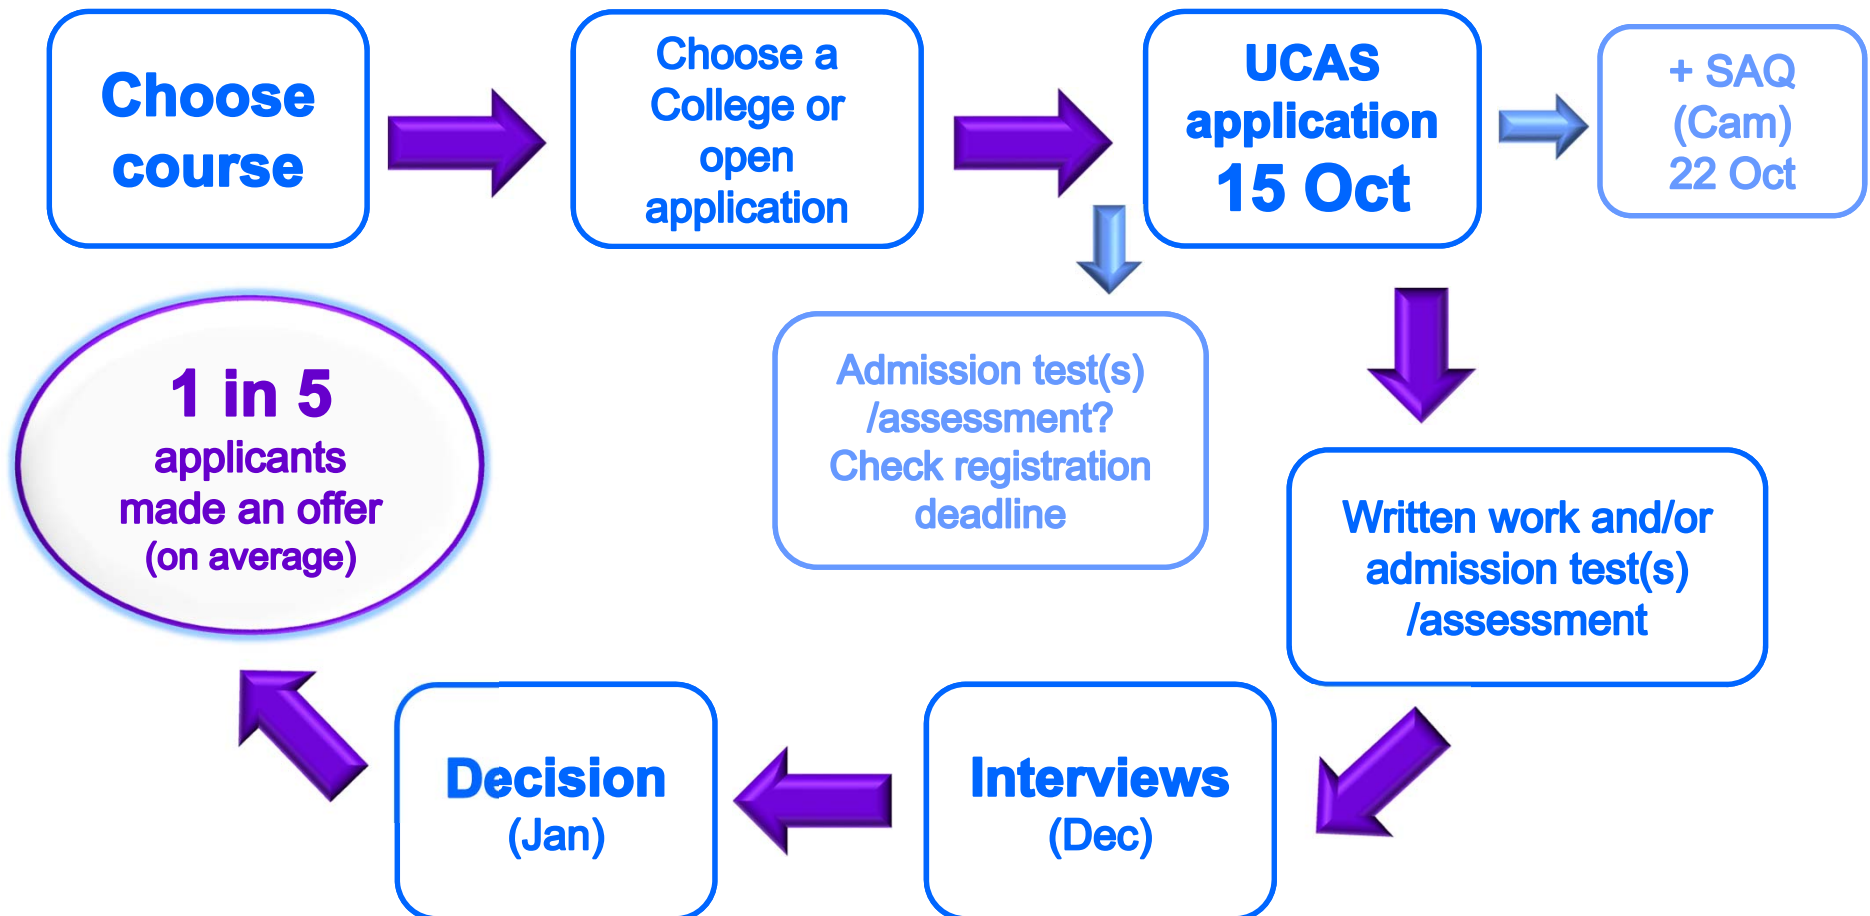 Choose
course
Choose a
College or
open
application
UCAS
application
15 Oct
+ SAQ
(Cam)
22 Oct
Admission test(s)
/assessment?
Check registration
deadline
Written work and/or
admission test(s)
/assessment
Interviews
(Dec)
Decision
(Jan)
1 in 5
applicants
made an offer
(on average)